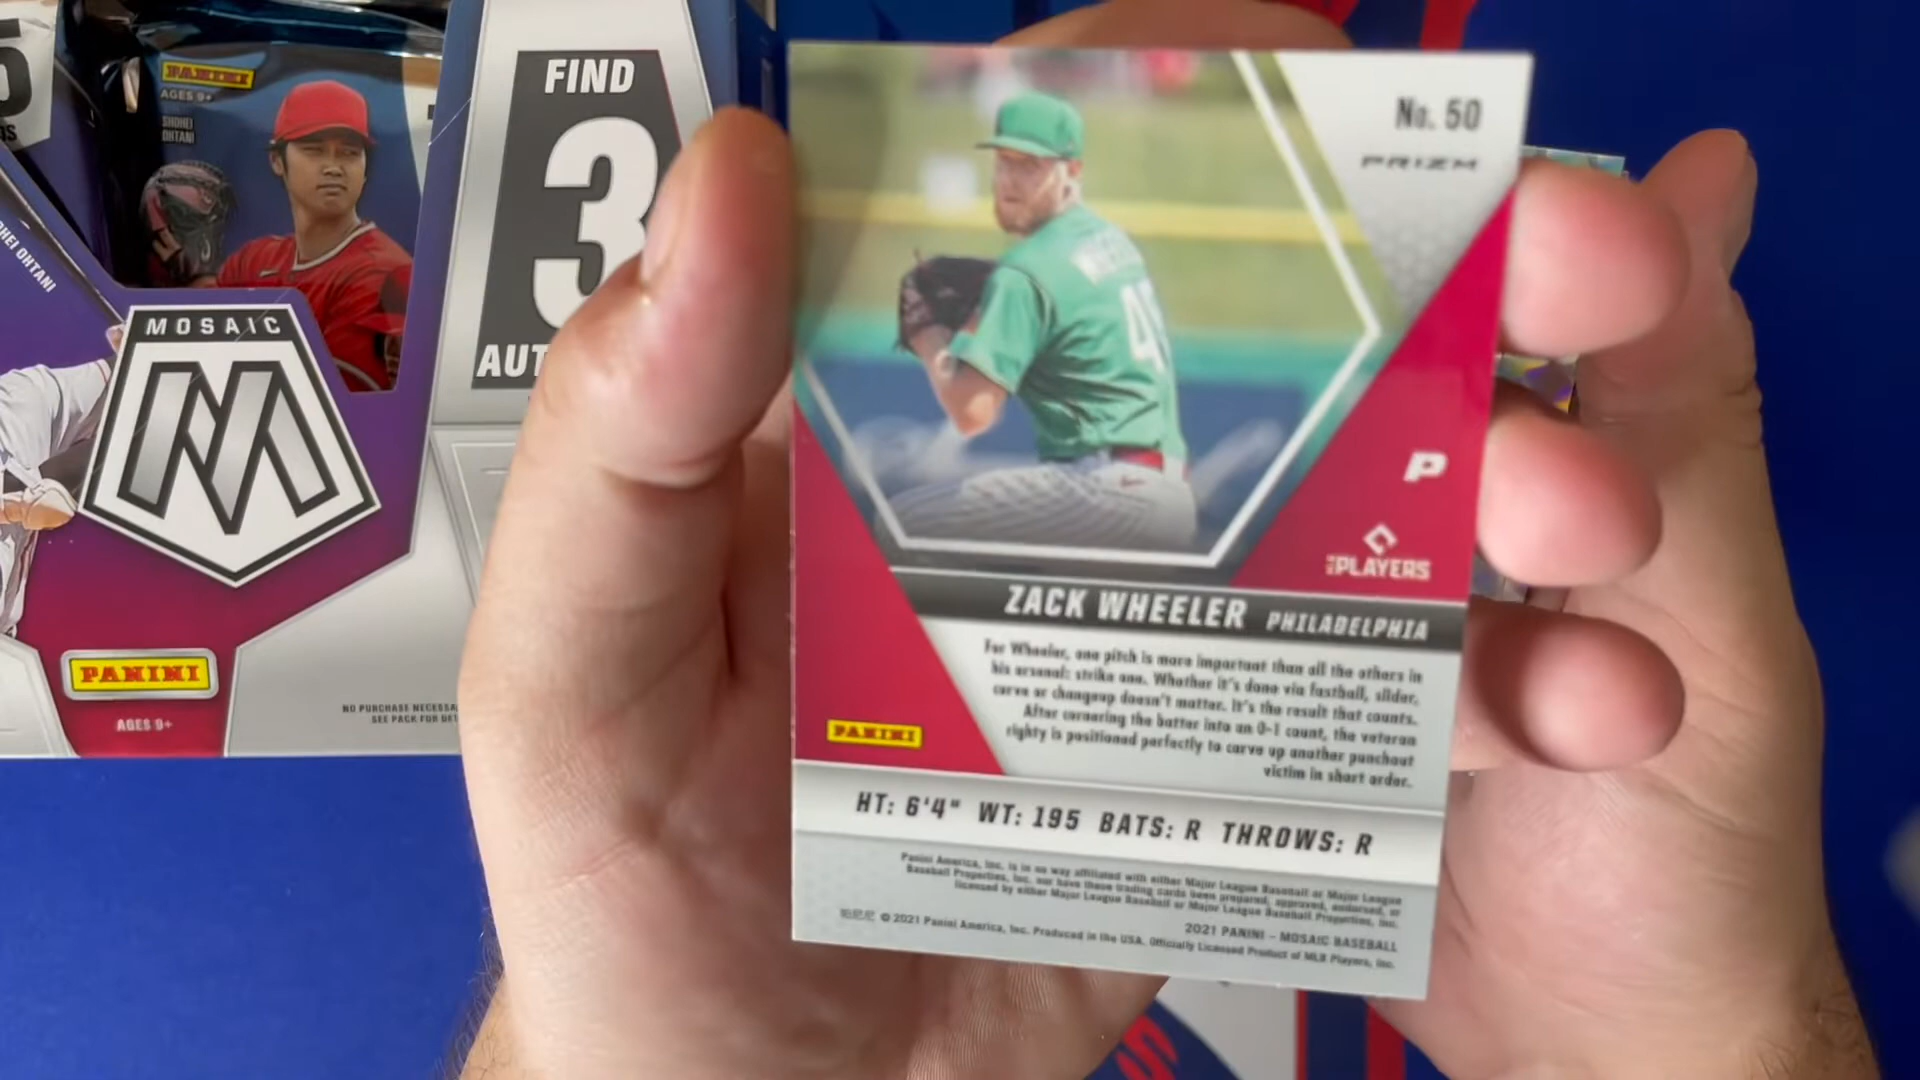 5
PANINI
AGES 9+
SHOHEI
OHTANI
OHTANI
MOSAIC
M
PANINI
AGES 9+
FIND
3
AUT
NO PURCHASE
SEE PACK FOR
No. 50
PRIZM
P
PLAYERS
ZACK WHEELER PHILADELPHIA
For Wheeler, one pitch is more important than all the others in
his arsenal: strike one. Whether it's done via fastball, slider,
curve or changeup doesn't matter. It's the result that counts.
After cornering the batter into an 0-1 count, the veteran
righty is positioned perfectly to carve up another punchout
victim in short order.
PANINI
HT: 6'4" WT: 195 BATS: R THROWS: R
Panini America, Inc. is in no way affiliated with either Major League Baseball or Major League
Baseball Properties, Inc. nor have these trading cards been prepared, approved, endorsed, or
licensed by either Major League Baseball or Major League Baseball Properties, Inc.
2021 PANINI – MOSAIC BASEBALL
© 2021 Panini America, Inc. Produced in the USA. Officially Licensed Product of MLB Players, Inc.